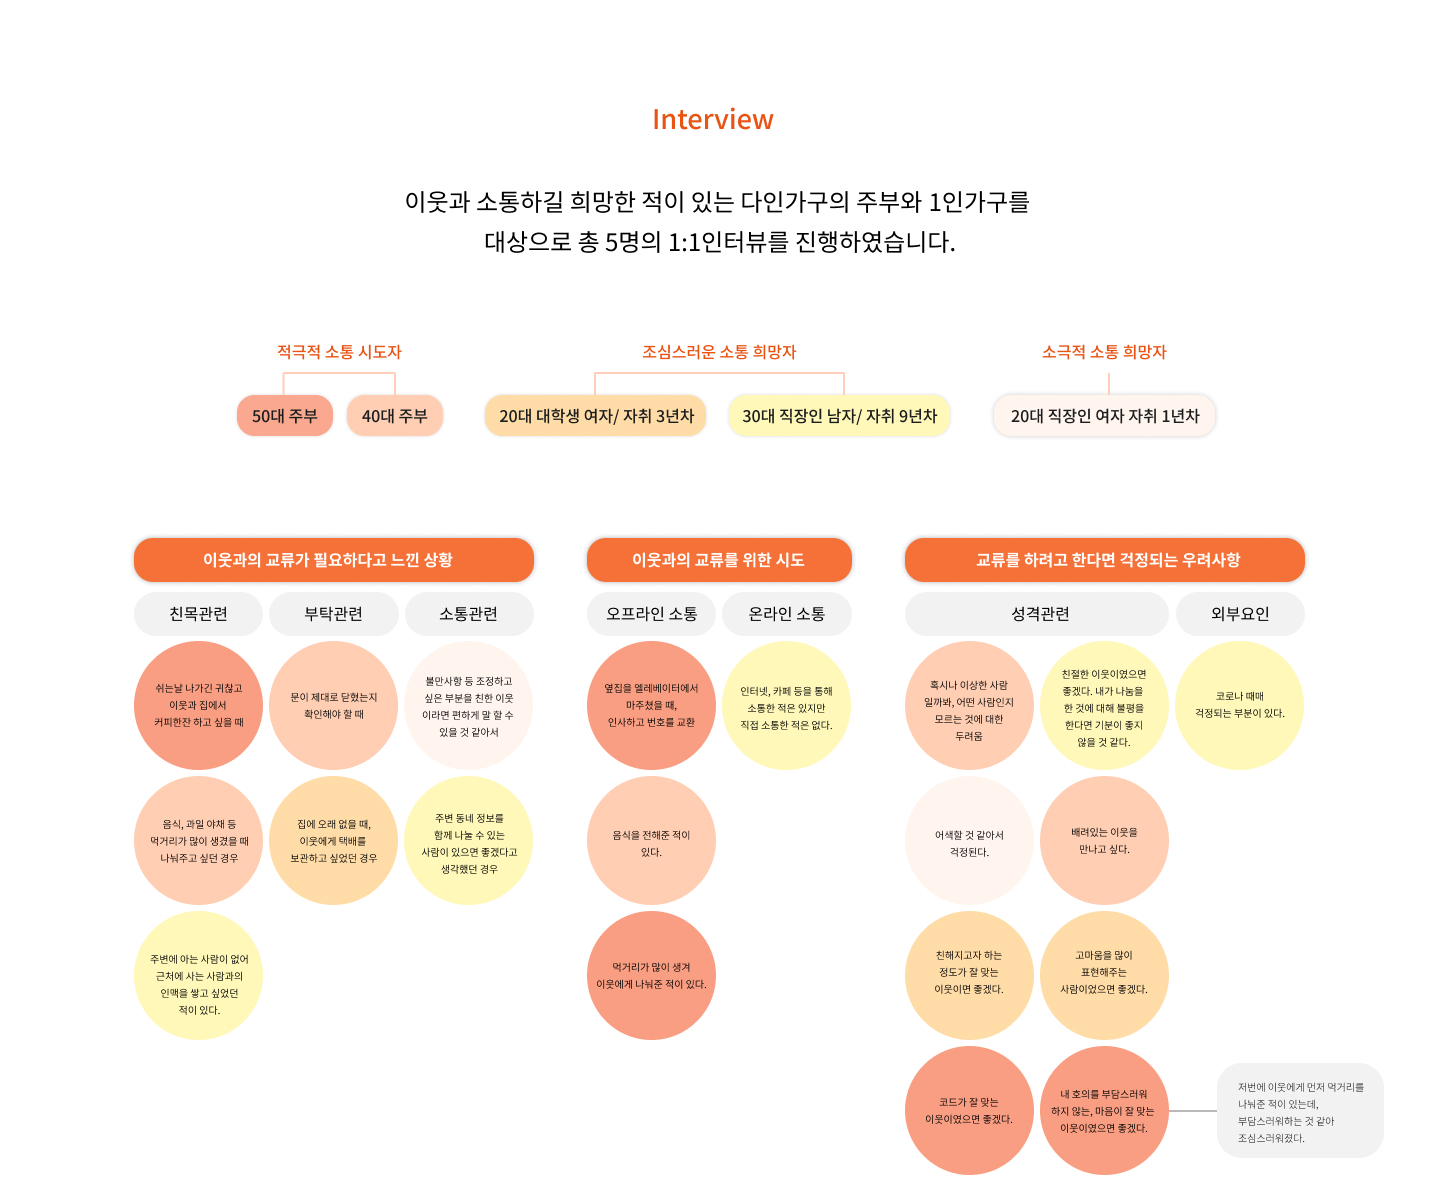 Interview
이웃과 소통하길 희망한 적이 있는 다인가구의 주부와 1인가구를
대상으로 총 5명의 1:1인터뷰를 진행하였습니다.
적극적 소통 시도자
50대 주부
40대 주부
조심스러운 소통 희망자
20대 대학생 여자/ 자취 3년차
30대 직장인 남자/ 자취 9년차
소극적 소통 희망자
20대 직장인 여자 자취 1년차
이웃과의 교류가 필요하다고 느낀 상황
친목관련
부탁관련
소통관련
쉬는날 나가긴 귀찮고
이웃과 집에서
커피한잔 하고 싶을 때
문이 제대로 닫혔는지
확인해야 할 때
불만사항 등 조정하고
싶은 부분을 친한 이웃
이라면 편하게 말 할 수
있을 것 같아서
음식, 과밀 야채 등
먹거리가 많이 생겼을 때
나눠주고 싶던 경우
집에 오래 없을 때,
이웃에게 택배를
보관하고 싶었던 경우
주변 동네 정보를
함께 나눌 수 있는
사람이 있으면 좋겠다고
생각했던 경우
주변에 아는 사람이 없어
근처에 사는 사람과의
인맥을 쌓고 싶었던
적이 있다.
이웃과의 교류를 위한 시도
오프라인 소통
온라인 소통
옆집을 엘레베이터에서
마주쳤을 때,
인사하고 번호를 교환
인터넷, 카페 등을 통해
소통한 적은 있지만
직접 소통한 적은 없다.
음식을 전해준 적이
있다.
먹거리가 많이 생겨
이웃에게 나눠준 적이 있다.
교류를 하려고 한다면 걱정되는 우려사항
성격관련
외부요인
혹시나 이상한 사람
일까봐, 어떤 사람인지
모르는 것에 대한
두려움
친절한 이웃이였으면
좋겠다. 내가 나눔을
한 것에 대해 불평을
한다면 기분이 좋지
않을 것 같다.
코로나 때매
걱정되는 부분이 있다.
어색할 것 같아서
걱정된다.
배려있는 이웃을
만나고 싶다.
친해지고자 하는
정도가 잘 맞는
이웃이면 좋겠다.
고마움을 많이
표현해주는
사람이었으면 좋겠다.
코드가 잘 맞는
이웃이였으면 좋겠다.
내 호의를 부담스러워
하지 않는, 마음이 잘 맞는
이웃이였으면 좋겠다.
저번에 이웃에게 먼저 먹거리를
나눠준 적이 있는데,
부담스러워하는 것 같아
조심스러워졌다.